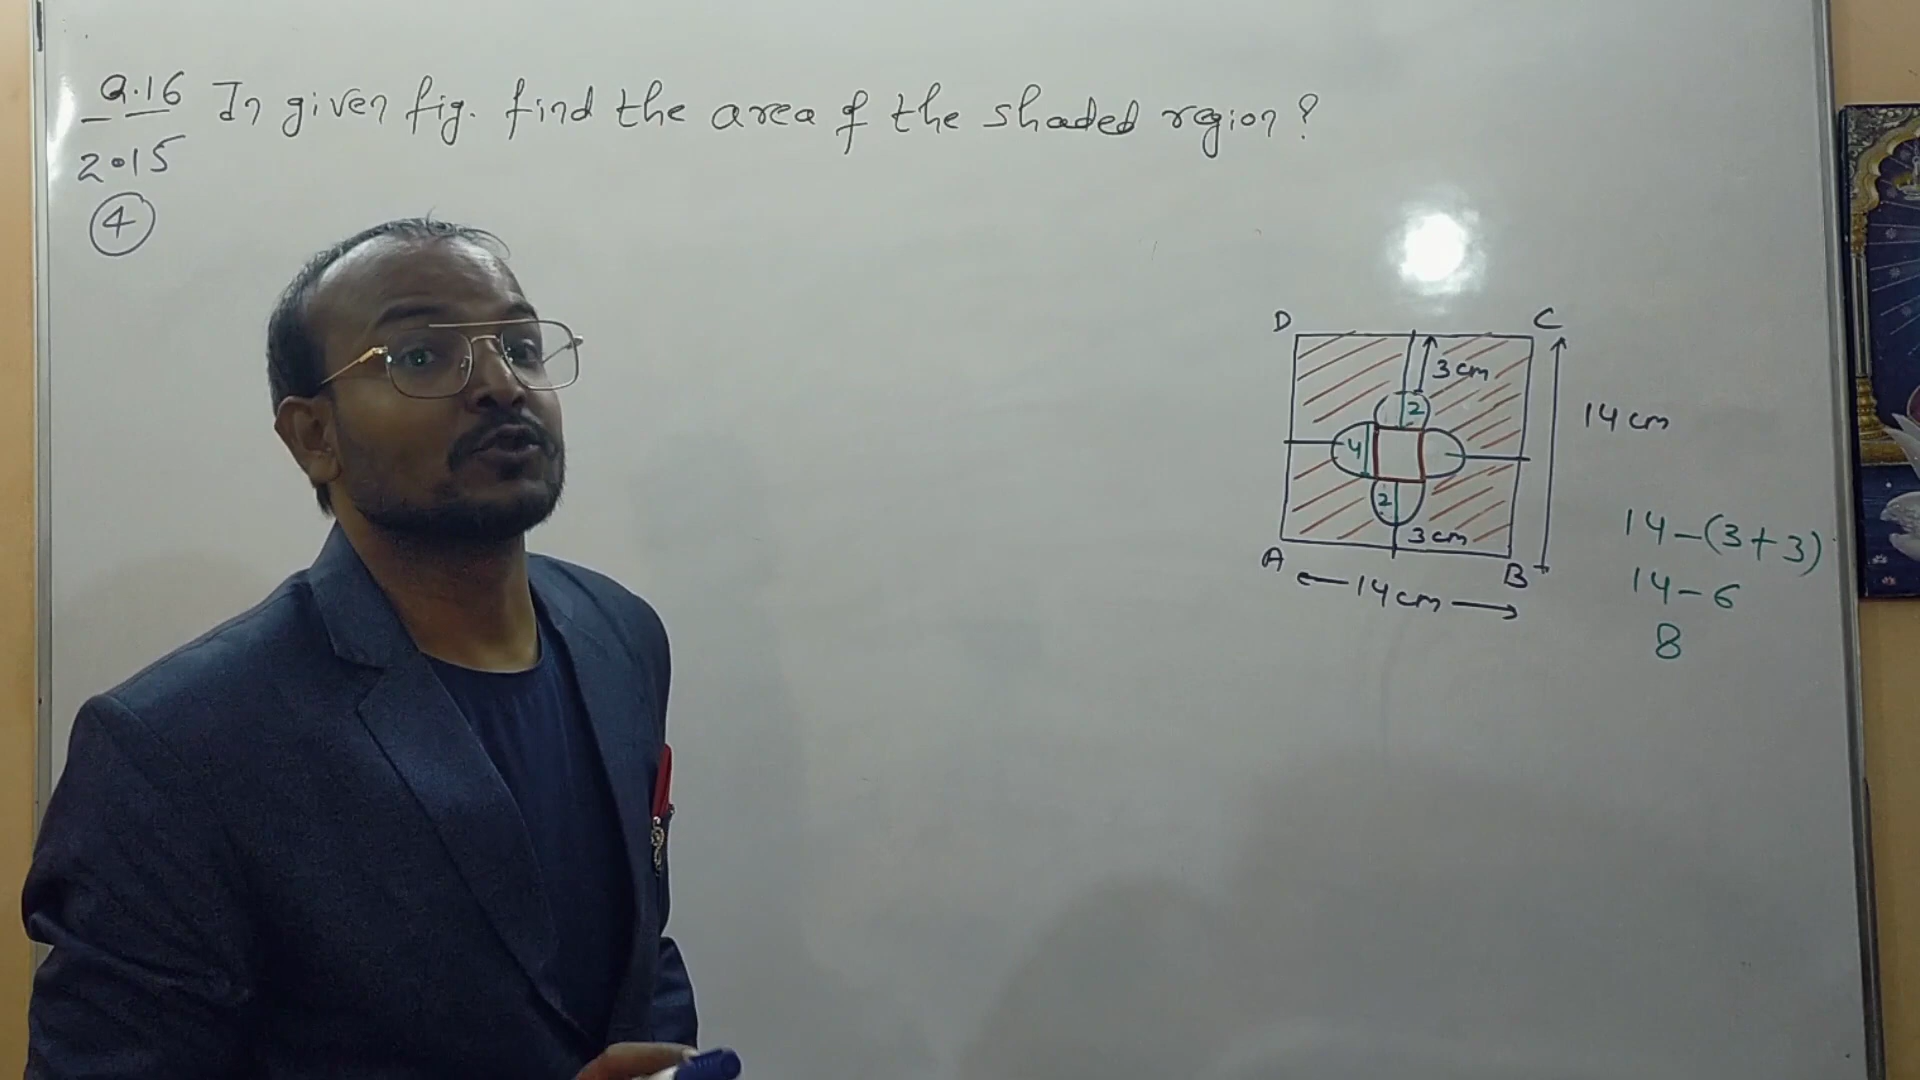 Q.16 In given fig. find the area of the shaded region?
2015
4
D C
3 cm
2
4
14 cm
2
3 cm
A B
14 cm
14-(3+3)
14-6
8